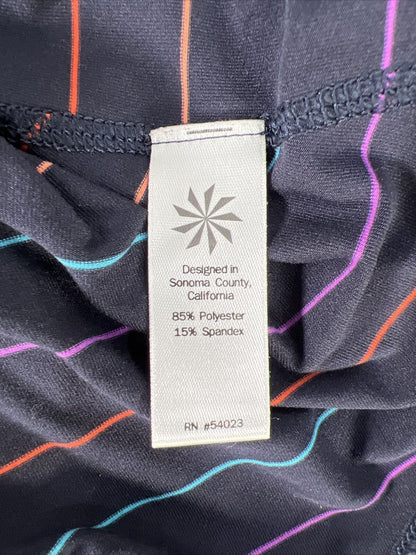 Designed in
Sonoma County,
California
85% Polyester
15% Spandex
RN #54023